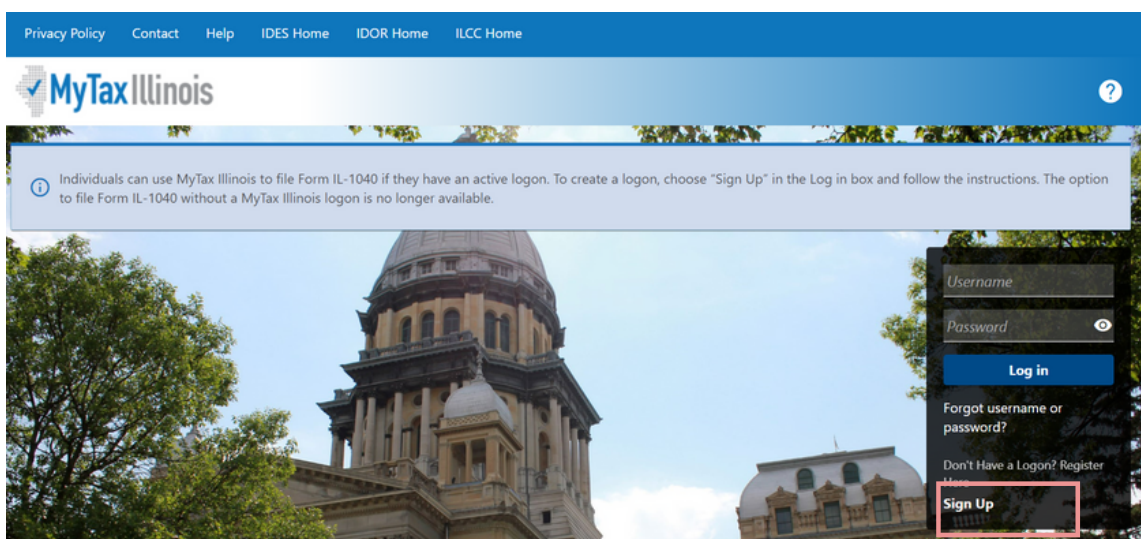 Privacy Policy Contact Help IDES Home IDOR Home ILCC Home
MyTax Illinois
?
Individuals can use MyTax Illinois to file Form IL-1040 if they have an active logon. To create a logon, choose "Sign Up" in the Log in box and follow the instructions. The option
to file Form IL-1040 without a MyTax Illinois logon is no longer available.
Username
Password
Log in
Forgot username or
password?
Don't Have a Logon? Register
Here
Sign Up